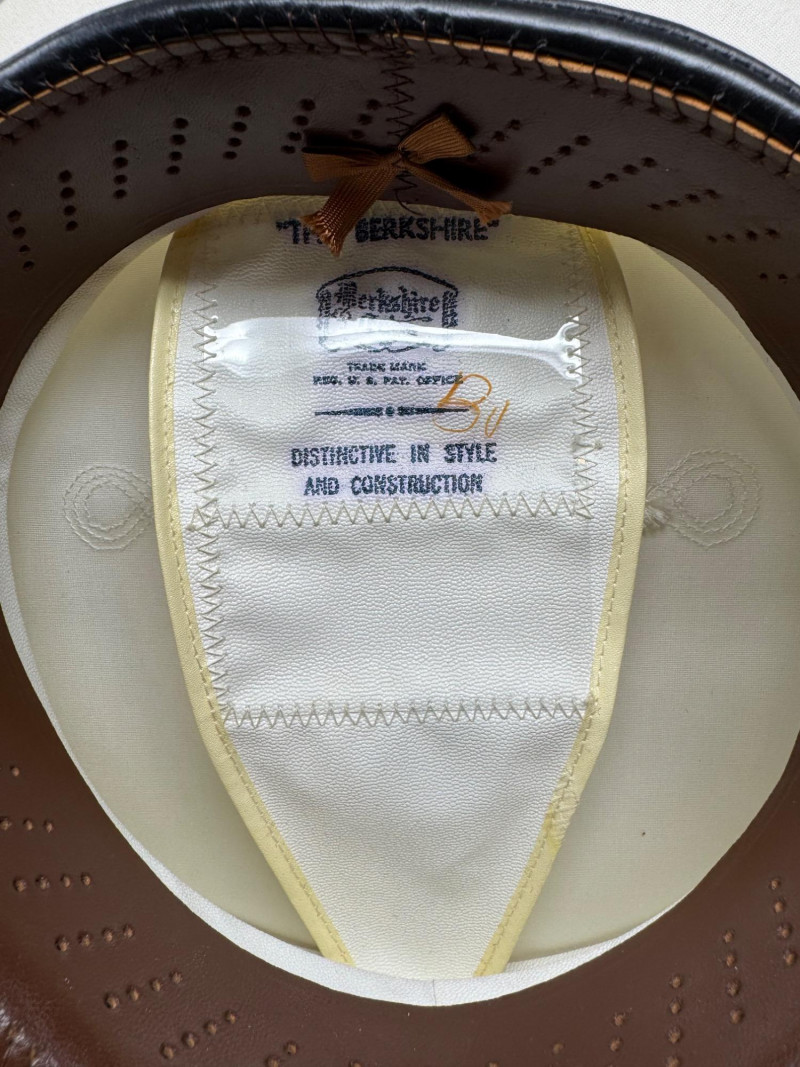 "THE BERKSHIRE"
Berkshire
TRADE MARK
REG. U. S. PAT. OFFICE
DISTINCTIVE IN STYLE
AND CONSTRUCTION